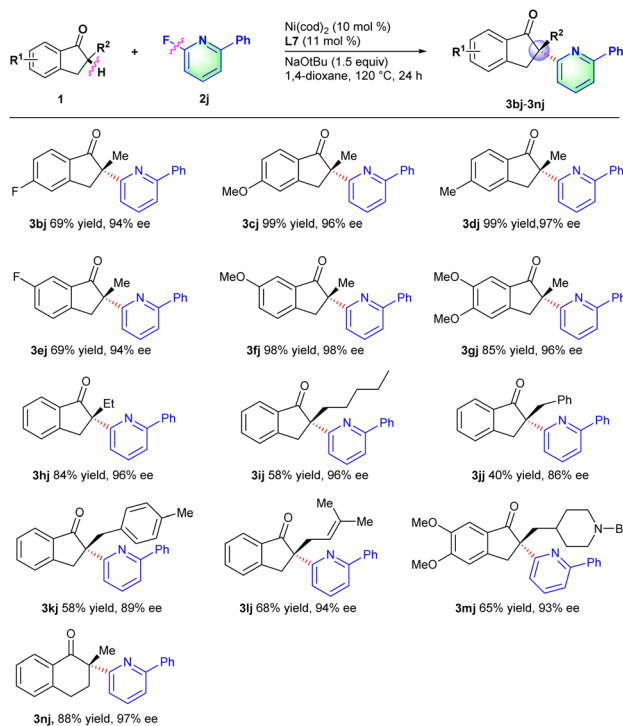 Ni(cod)2 (10 mol %)
L7 (11 mol %)
NaOtBu (1.5 equiv)
1,4-dioxane, 120 °C, 24 h
O
R2
R1
H
1
+
F
N
Ph
2j
O
R2
R1
N
Ph
3bj-3nj
O
Me
F
N
Ph
3bj 69% yield, 94% ee
O
Me
MeO
N
Ph
3cj 99% yield, 96% ee
O
Me
Me
N
Ph
3dj 99% yield,97% ee
O
F
Me
N
Ph
3ej 69% yield, 94% ee
O
MeO
Me
N
Ph
3fj 98% yield, 98% ee
O
MeO
Me
MeO
N
Ph
3gj 85% yield, 96% ee
O
Et
N
Ph
3hj 84% yield, 96% ee
O
N
Ph
3ij 58% yield, 96% ee
O
Ph
N
Ph
3jj 40% yield, 86% ee
O
Me
N
Ph
3kj 58% yield, 89% ee
O
Me
Me
N
Ph
3lj 68% yield, 94% ee
O
MeO
MeO
N–B
N
Ph
3mj 65% yield, 93% ee
O
Me
N
Ph
3nj, 88% yield, 97% ee